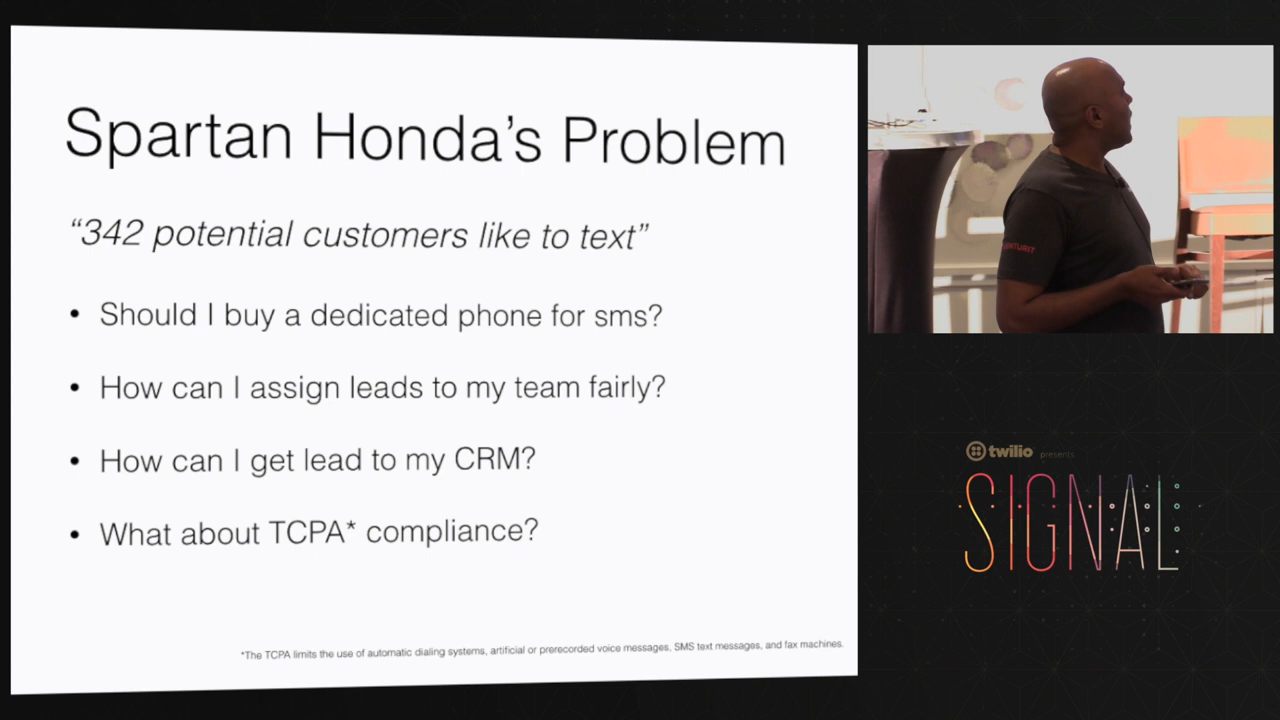 Spartan Honda’s Problem
“342 potential customers like to text”
• Should I buy a dedicated phone for sms?
• How can I assign leads to my team fairly?
• How can I get lead to my CRM?
• What about TCPA* compliance?
*The TCPA limits the use of automatic dialing systems, artificial or prerecorded voice messages, SMS text messages, and fax machines.
twilio presents
SIGNAL